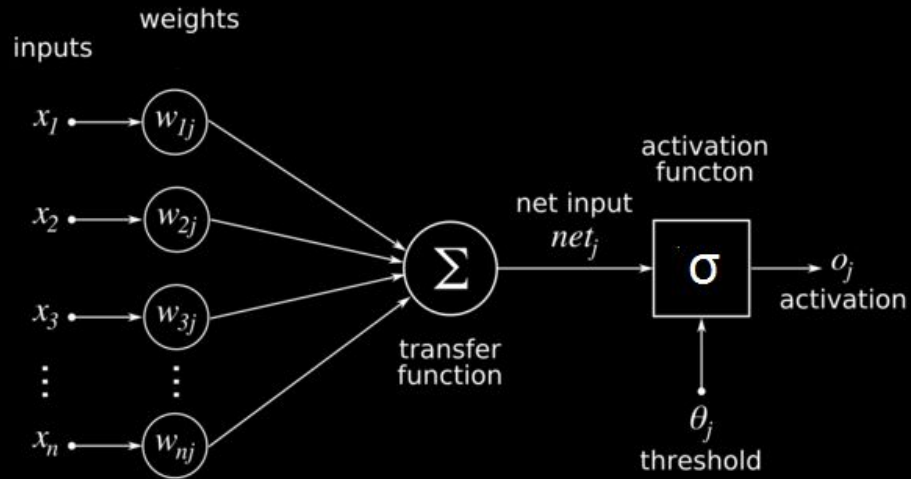 weights
inputs
x₁
w₁ⱼ
activation
functon
x₂
w₂ⱼ
net input
netⱼ
Σ
σ
oⱼ
activation
x₃
w₃ⱼ
transfer
function
⋮ ⋮
xₙ
wₙⱼ
θⱼ
threshold